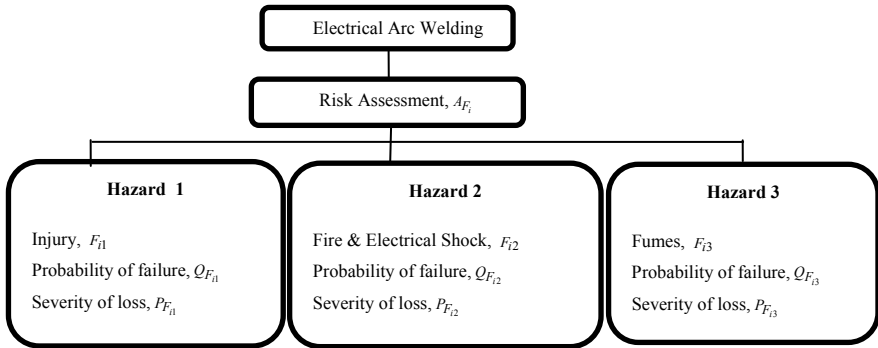 Electrical Arc Welding
Risk Assessment, A_{F_i}
Hazard 1
Injury, F_{i1}
Probability of failure, Q_{F_{i1}}
Severity of loss, P_{F_{i1}}
Hazard 2
Fire & Electrical Shock, F_{i2}
Probability of failure, Q_{F_{i2}}
Severity of loss, P_{F_{i2}}
Hazard 3
Fumes, F_{i3}
Probability of failure, Q_{F_{i3}}
Severity of loss, P_{F_{i3}}